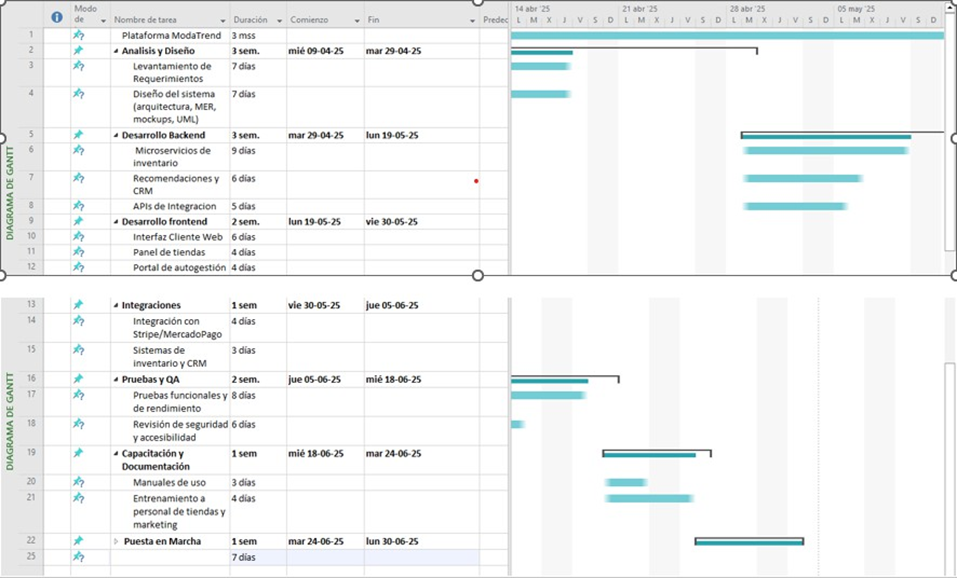 Modo de
Nombre de tarea
Duración
Comienzo
Fin
Predec
14 abr '25
21 abr '25
28 abr '25
05 may '25
L M X J V S D L M X J V S D L M X J V S D L M X J V S D
DIAGRAMA DE GANTT
1 Plataforma ModaTrend 3 mss
2 Analisis y Diseño 3 sem. mié 09-04-25 mar 29-04-25
3 Levantamiento de 7 días
Requerimientos
4 Diseño del sistema 7 días
(arquitectura, MER,
mockups, UML)
5 Desarrollo Backend 3 sem. mar 29-04-25 lun 19-05-25
6 Microservicios de 9 días
inventario
7 Recomendaciones y 6 días
CRM
8 APIs de Integracion 5 días
9 Desarrollo frontend 2 sem. lun 19-05-25 vie 30-05-25
10 Interfaz Cliente Web 6 días
11 Panel de tiendas 4 días
12 Portal de autogestión 4 días
DIAGRAMA DE GANTT
13 Integraciones 1 sem vie 30-05-25 jue 05-06-25
14 Integración con 4 días
Stripe/MercadoPago
15 Sistemas de 3 días
inventario y CRM
16 Pruebas y QA 2 sem. jue 05-06-25 mié 18-06-25
17 Pruebas funcionales y 8 días
de rendimiento
18 Revisión de seguridad 6 días
y accesibilidad
19 Capacitación y 1 sem mié 18-06-25 mar 24-06-25
Documentación
20 Manuales de uso 3 días
21 Entrenamiento a 4 días
personal de tiendas y
marketing
22 Puesta en Marcha 1 sem mar 24-06-25 lun 30-06-25
25 7 días